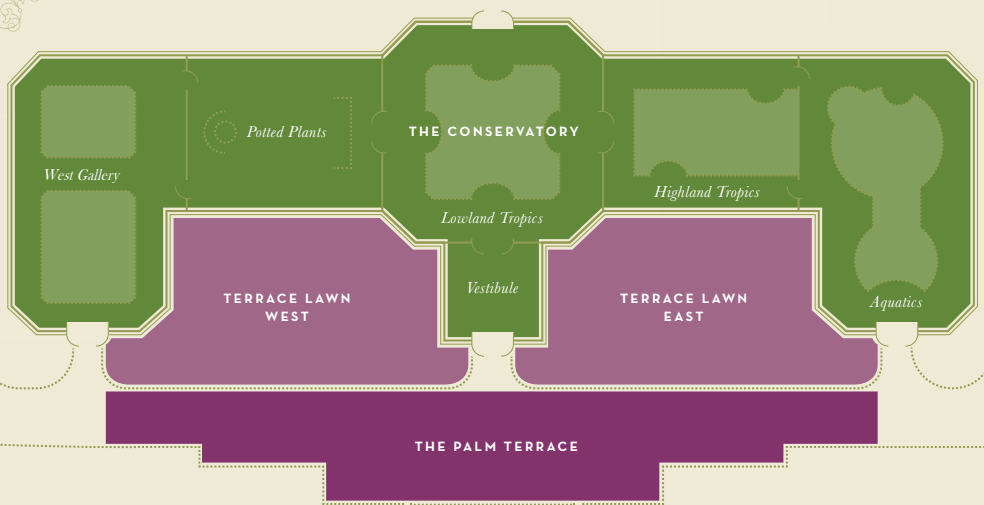 THE CONSERVATORY
Potted Plants
West Gallery
Highland Tropics
Lowland Tropics
Vestibule
Aquatics
TERRACE LAWN
WEST
TERRACE LAWN
EAST
THE PALM TERRACE